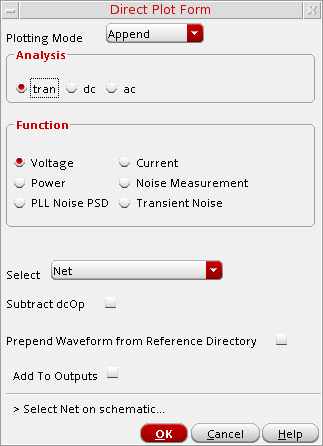 Direct Plot Form
Plotting Mode Append
Analysis
tran dc ac
Function
Voltage Current
Power Noise Measurement
PLL Noise PSD Transient Noise
Select Net
Subtract dcOp
Prepend Waveform from Reference Directory
Add To Outputs
> Select Net on schematic...
OK Cancel Help